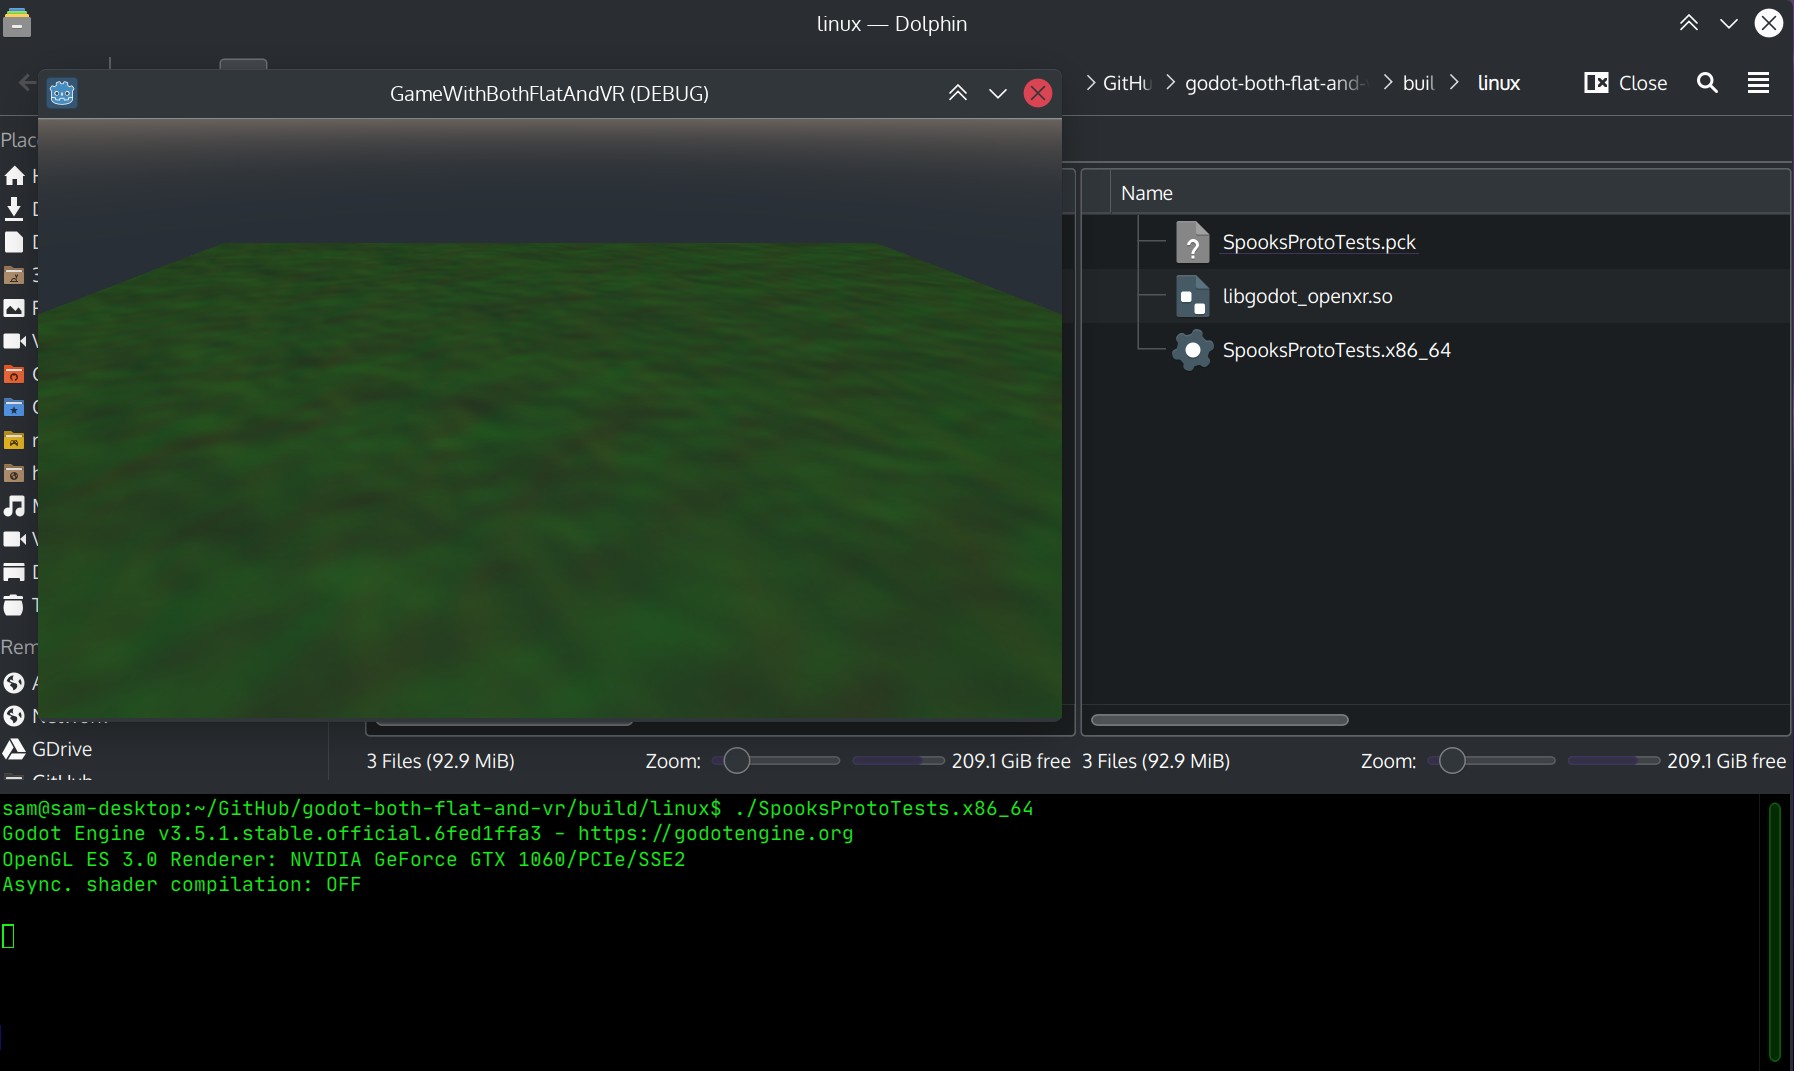 linux — Dolphin
GitHu
godot-both-flat-and-
buil
linux
Close
GameWithBothFlatAndVR (DEBUG)
Name
SpooksProtoTests.pck
libgodot_openxr.so
SpooksProtoTests.x86_64
GDrive
GitHub
3 Files (92.9 MiB)
Zoom:
209.1 GiB free
3 Files (92.9 MiB)
Zoom:
209.1 GiB free
sam@sam-desktop:~/GitHub/godot-both-flat-and-vr/build/linux$ ./SpooksProtoTests.x86_64
Godot Engine v3.5.1.stable.official.6fed1ffa3 - https://godotengine.org
OpenGL ES 3.0 Renderer: NVIDIA GeForce GTX 1060/PCIe/SSE2
Async. shader compilation: OFF